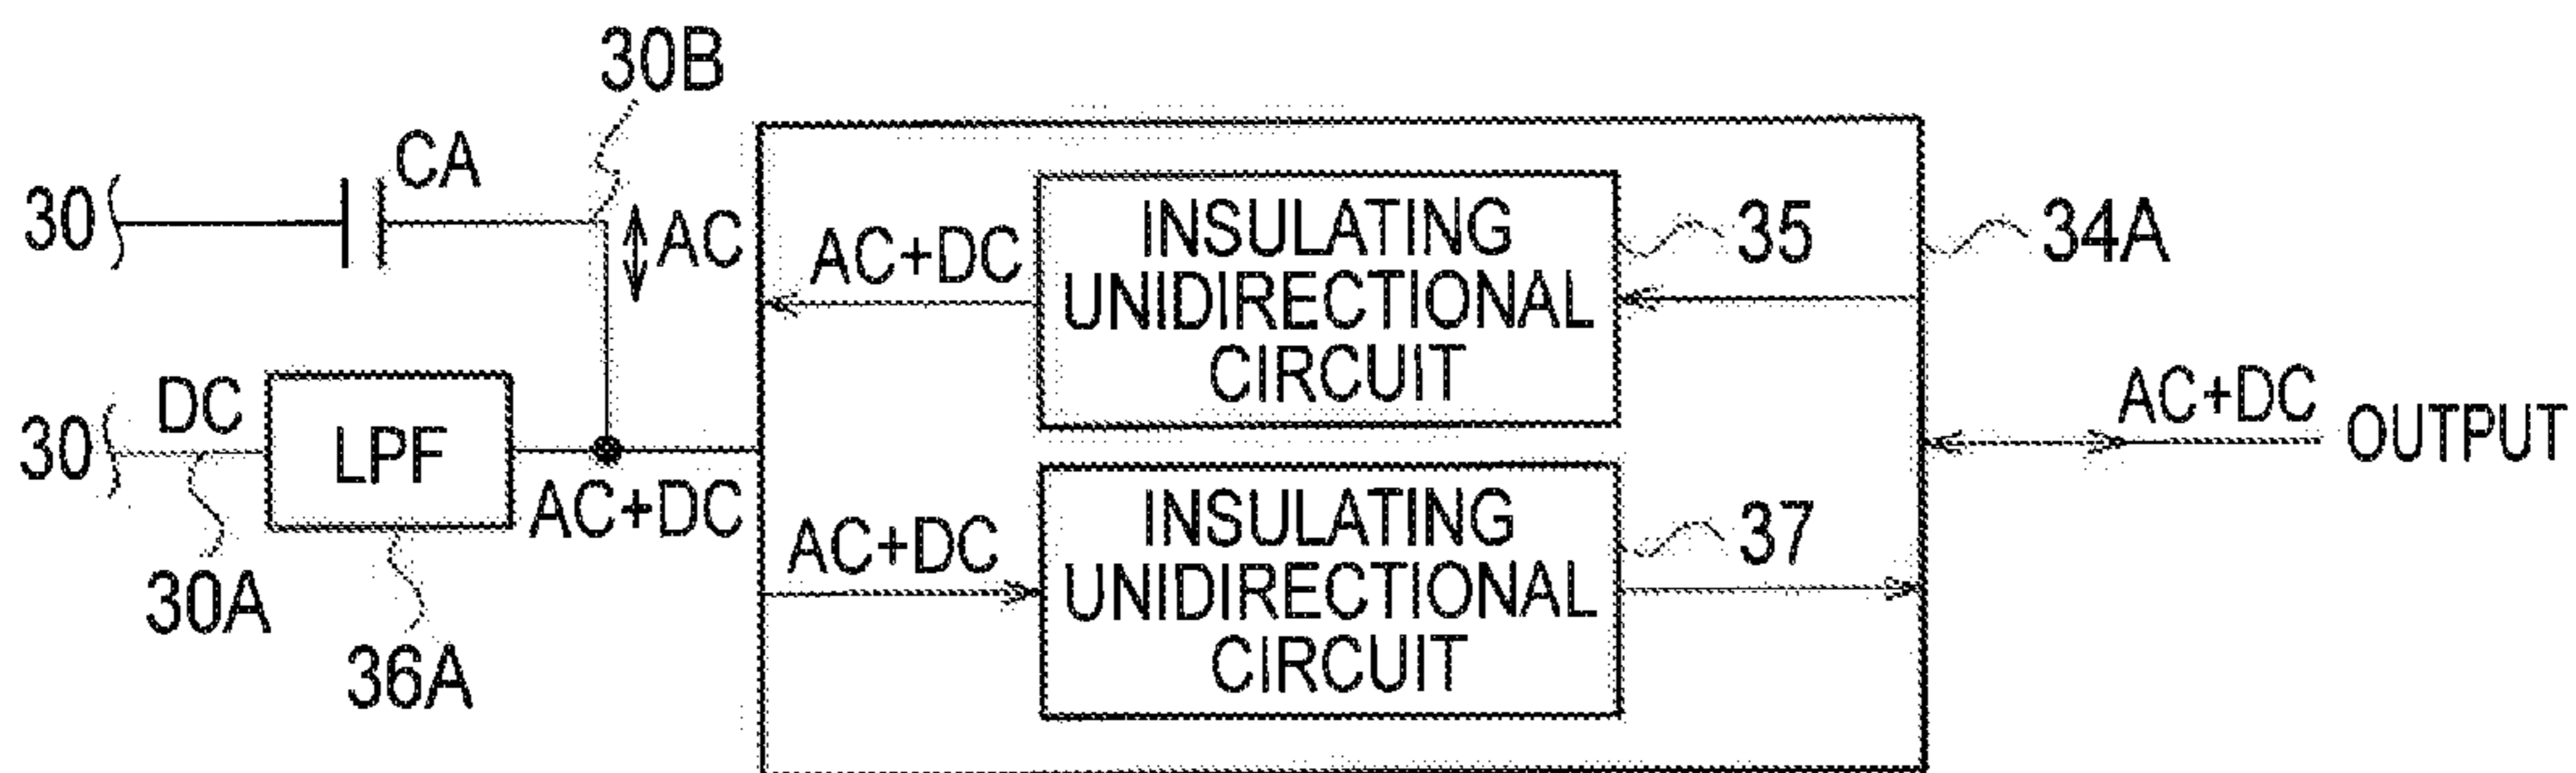 30B
CA
30
AC
AC+DC
INSULATING
UNIDIRECTIONAL
CIRCUIT
35
34A
30
DC
LPF
AC+DC
AC+DC
OUTPUT
30A
36A
AC+DC
INSULATING
UNIDIRECTIONAL
CIRCUIT
37